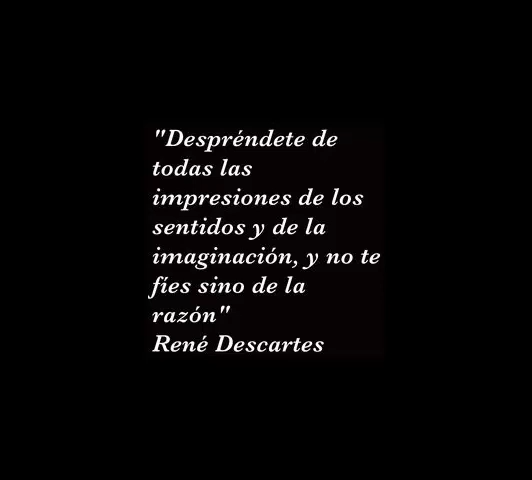 "Despréndete de
todas las
impresiones de los
sentidos y de la
imaginación, y no te
fíes sino de la
razón"
René Descartes